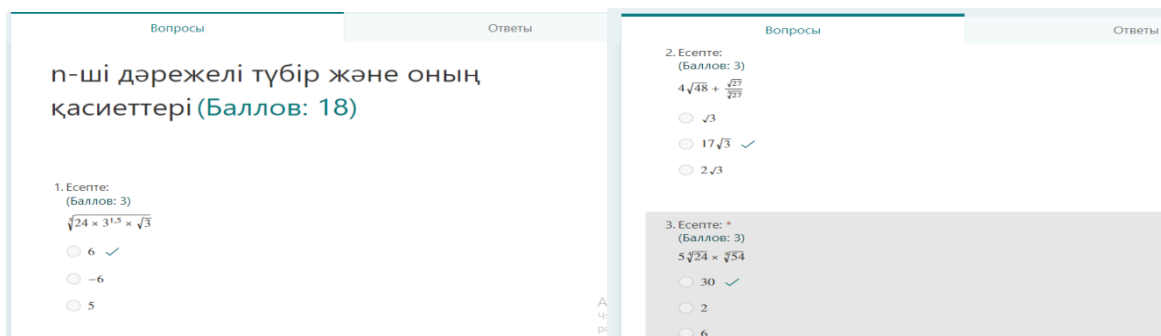 Вопросы
Ответы
n-ші дәрежелі түбір және оның
қасиеттері (Баллов: 18)
1. Есепте:
(Баллов: 3)
∛24 × 3^1,5 × √3
6
−6
5
Вопросы
Ответы
2. Есепте:
(Баллов: 3)
4√48 + √27/∛27
√3
17√3
2√3
3. Есепте: *
(Баллов: 3)
5∜24 × ∜54
30
2
6